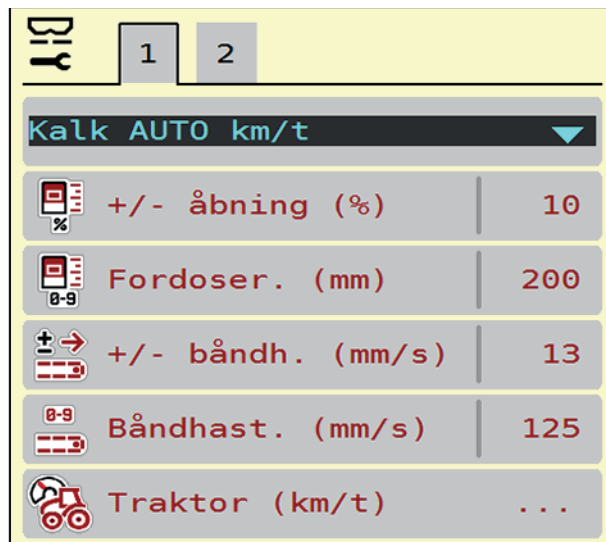 1 2
Kalk AUTO km/t
% +/- åbning (%) 10
0-9 Fordoser. (mm) 200
± +/- båndh. (mm/s) 13
0-9 Båndhast. (mm/s) 125
Traktor (km/t) ...